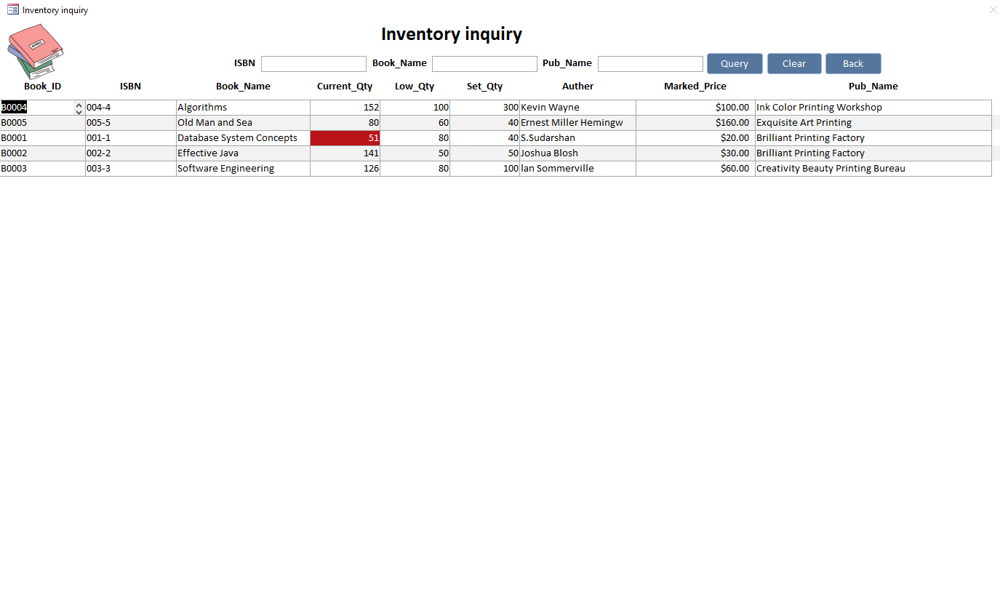 Inventory inquiry
Inventory inquiry
BOOKS
ISBN Book_Name Pub_Name Query Clear Back
Book_ID ISBN Book_Name Current_Qty Low_Qty Set_Qty Auther Marked_Price Pub_Name
B0004 004-4 Algorithms 152 100 300 Kevin Wayne $100.00 Ink Color Printing Workshop
B0005 005-5 Old Man and Sea 80 60 40 Ernest Miller Hemingw $160.00 Exquisite Art Printing
B0001 001-1 Database System Concepts 51 80 40 S.Sudarshan $20.00 Brilliant Printing Factory
B0002 002-2 Effective Java 141 50 50 Joshua Blosh $30.00 Brilliant Printing Factory
B0003 003-3 Software Engineering 126 80 100 Ian Sommerville $60.00 Creativity Beauty Printing Bureau